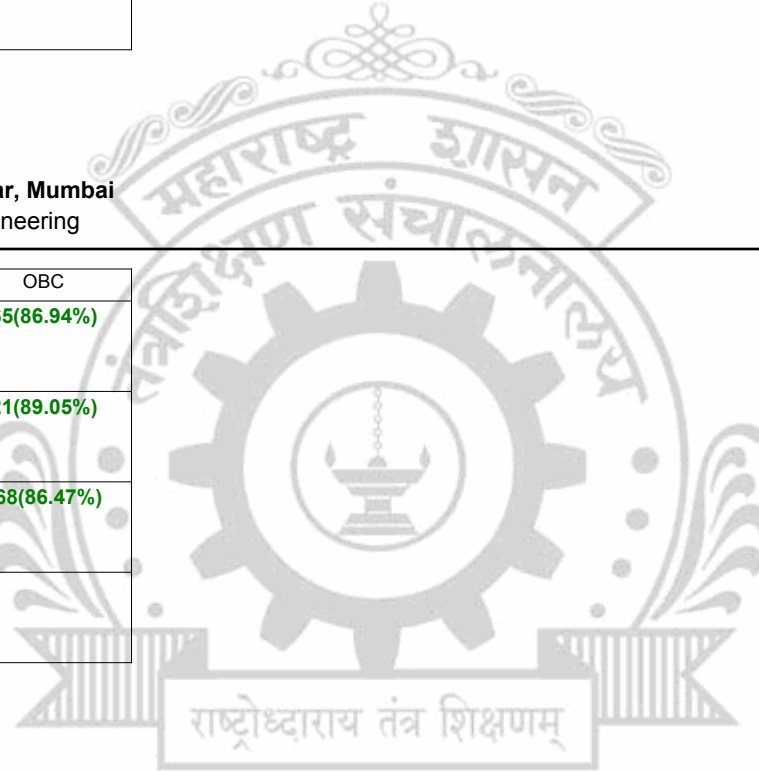 महाराष्ट्र शासन
ar, Mumbai
तंत्रशिक्षण संचालनालय
neering
OBC
5(86.94%)
21(89.05%)
68(86.47%)
राष्ट्रोध्दाराय तंत्र शिक्षणम्